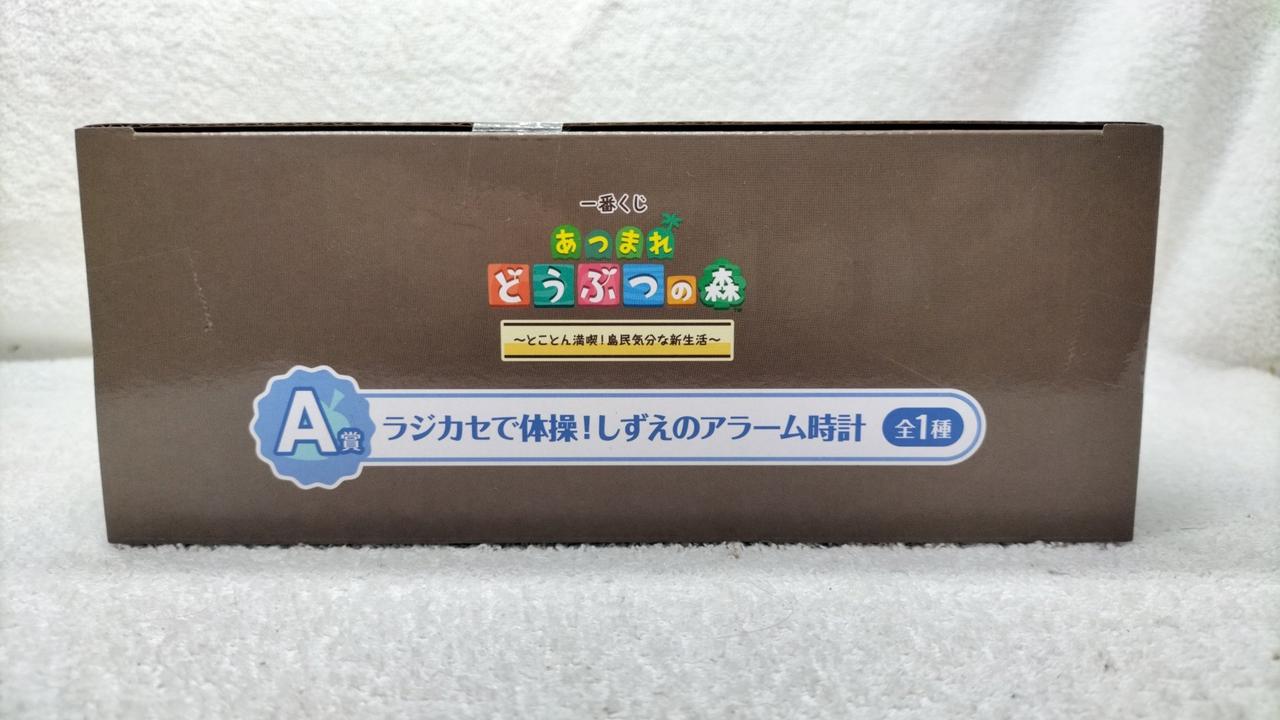 一番くじ
あつまれ
どうぶつの森
～とことん満喫！島民気分な新生活～
A賞 ラジカセで体操！しずえのアラーム時計 全1種